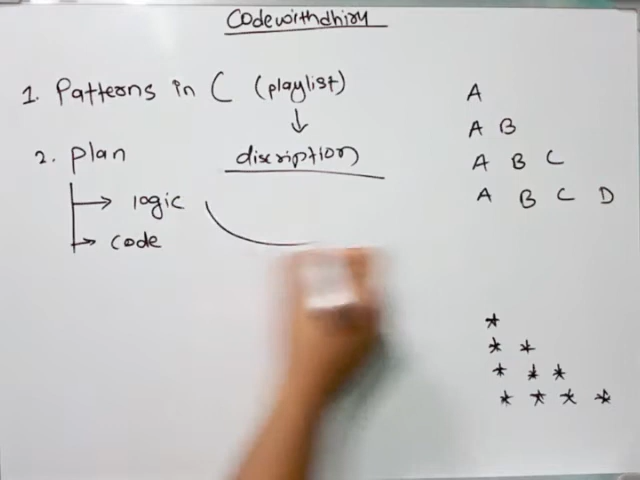 Codewithdhiru
1. Patterns in C (playlist)
2. plan
discription
logic
code
A
A B
A B C
A B C D
*
* *
* * *
* * * *